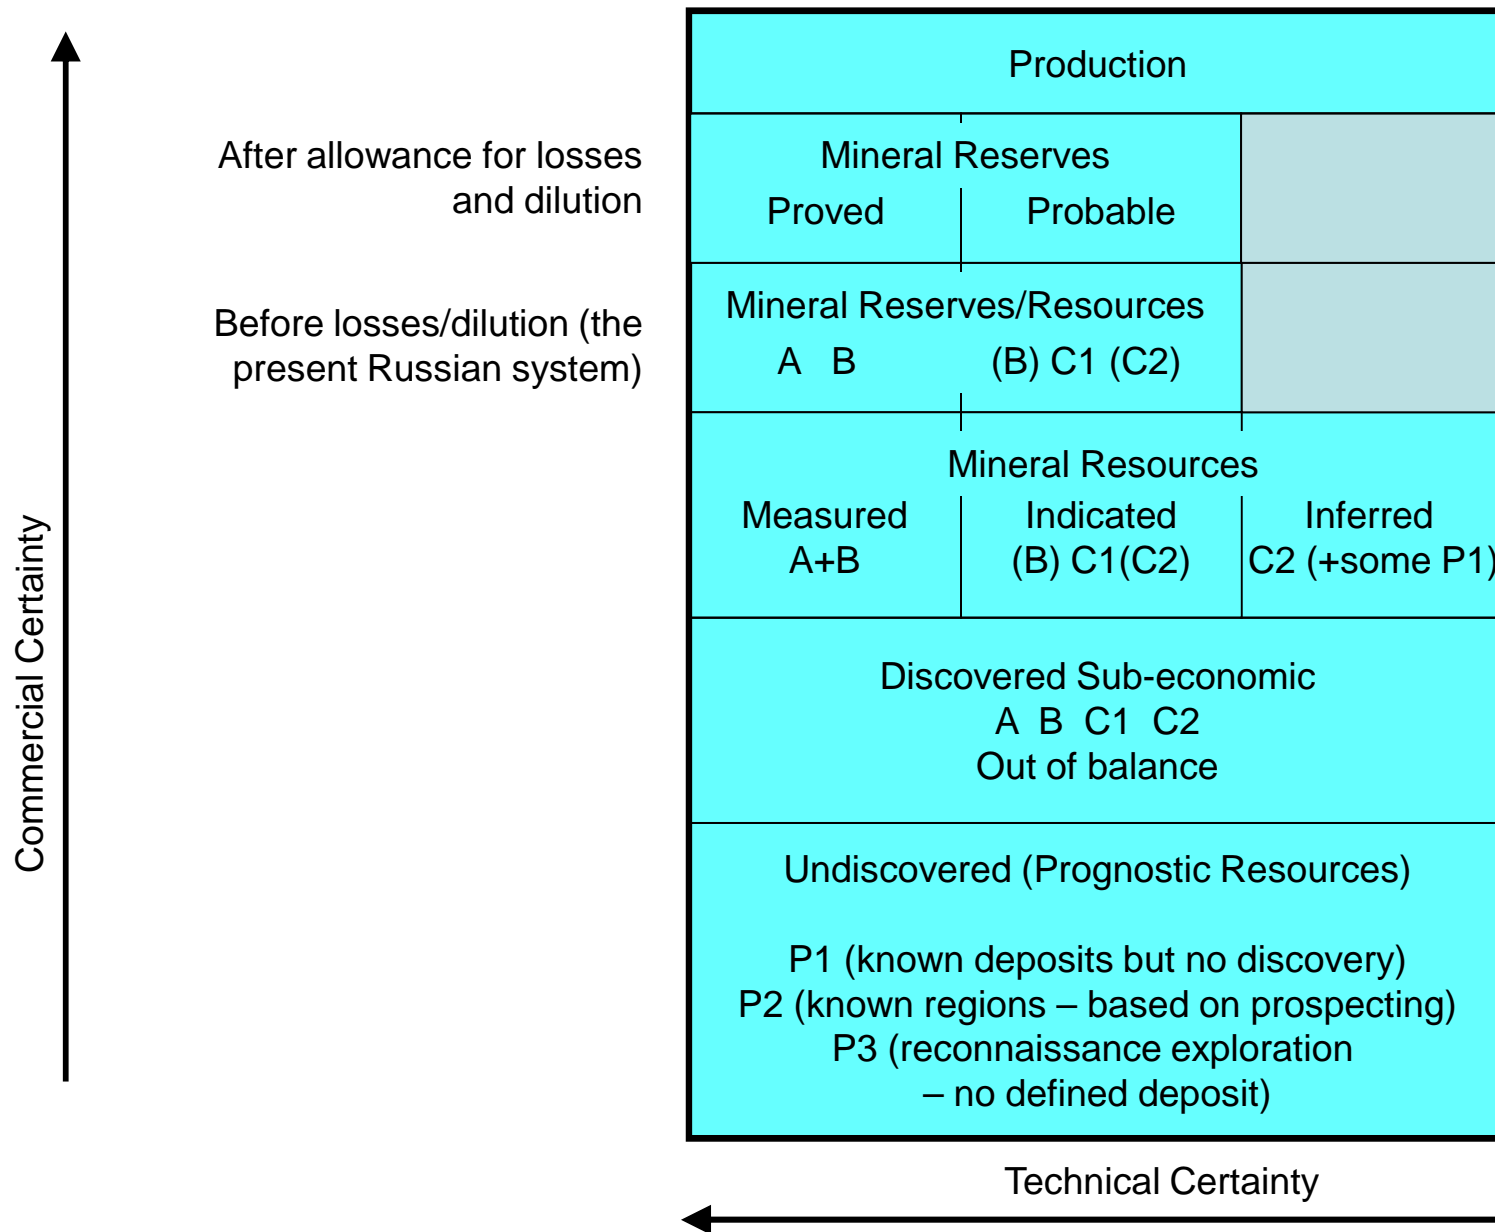 Production
After allowance for losses
and dilution
Mineral Reserves
Proved Probable
Before losses/dilution (the
present Russian system)
Mineral Reserves/Resources
A B (B) C1 (C2)
Mineral Resources
Measured Indicated Inferred
A+B (B) C1(C2) C2 (+some P1)
Discovered Sub-economic
A B C1 C2
Out of balance
Undiscovered (Prognostic Resources)
P1 (known deposits but no discovery)
P2 (known regions – based on prospecting)
P3 (reconnaissance exploration
– no defined deposit)
Commercial Certainty
Technical Certainty